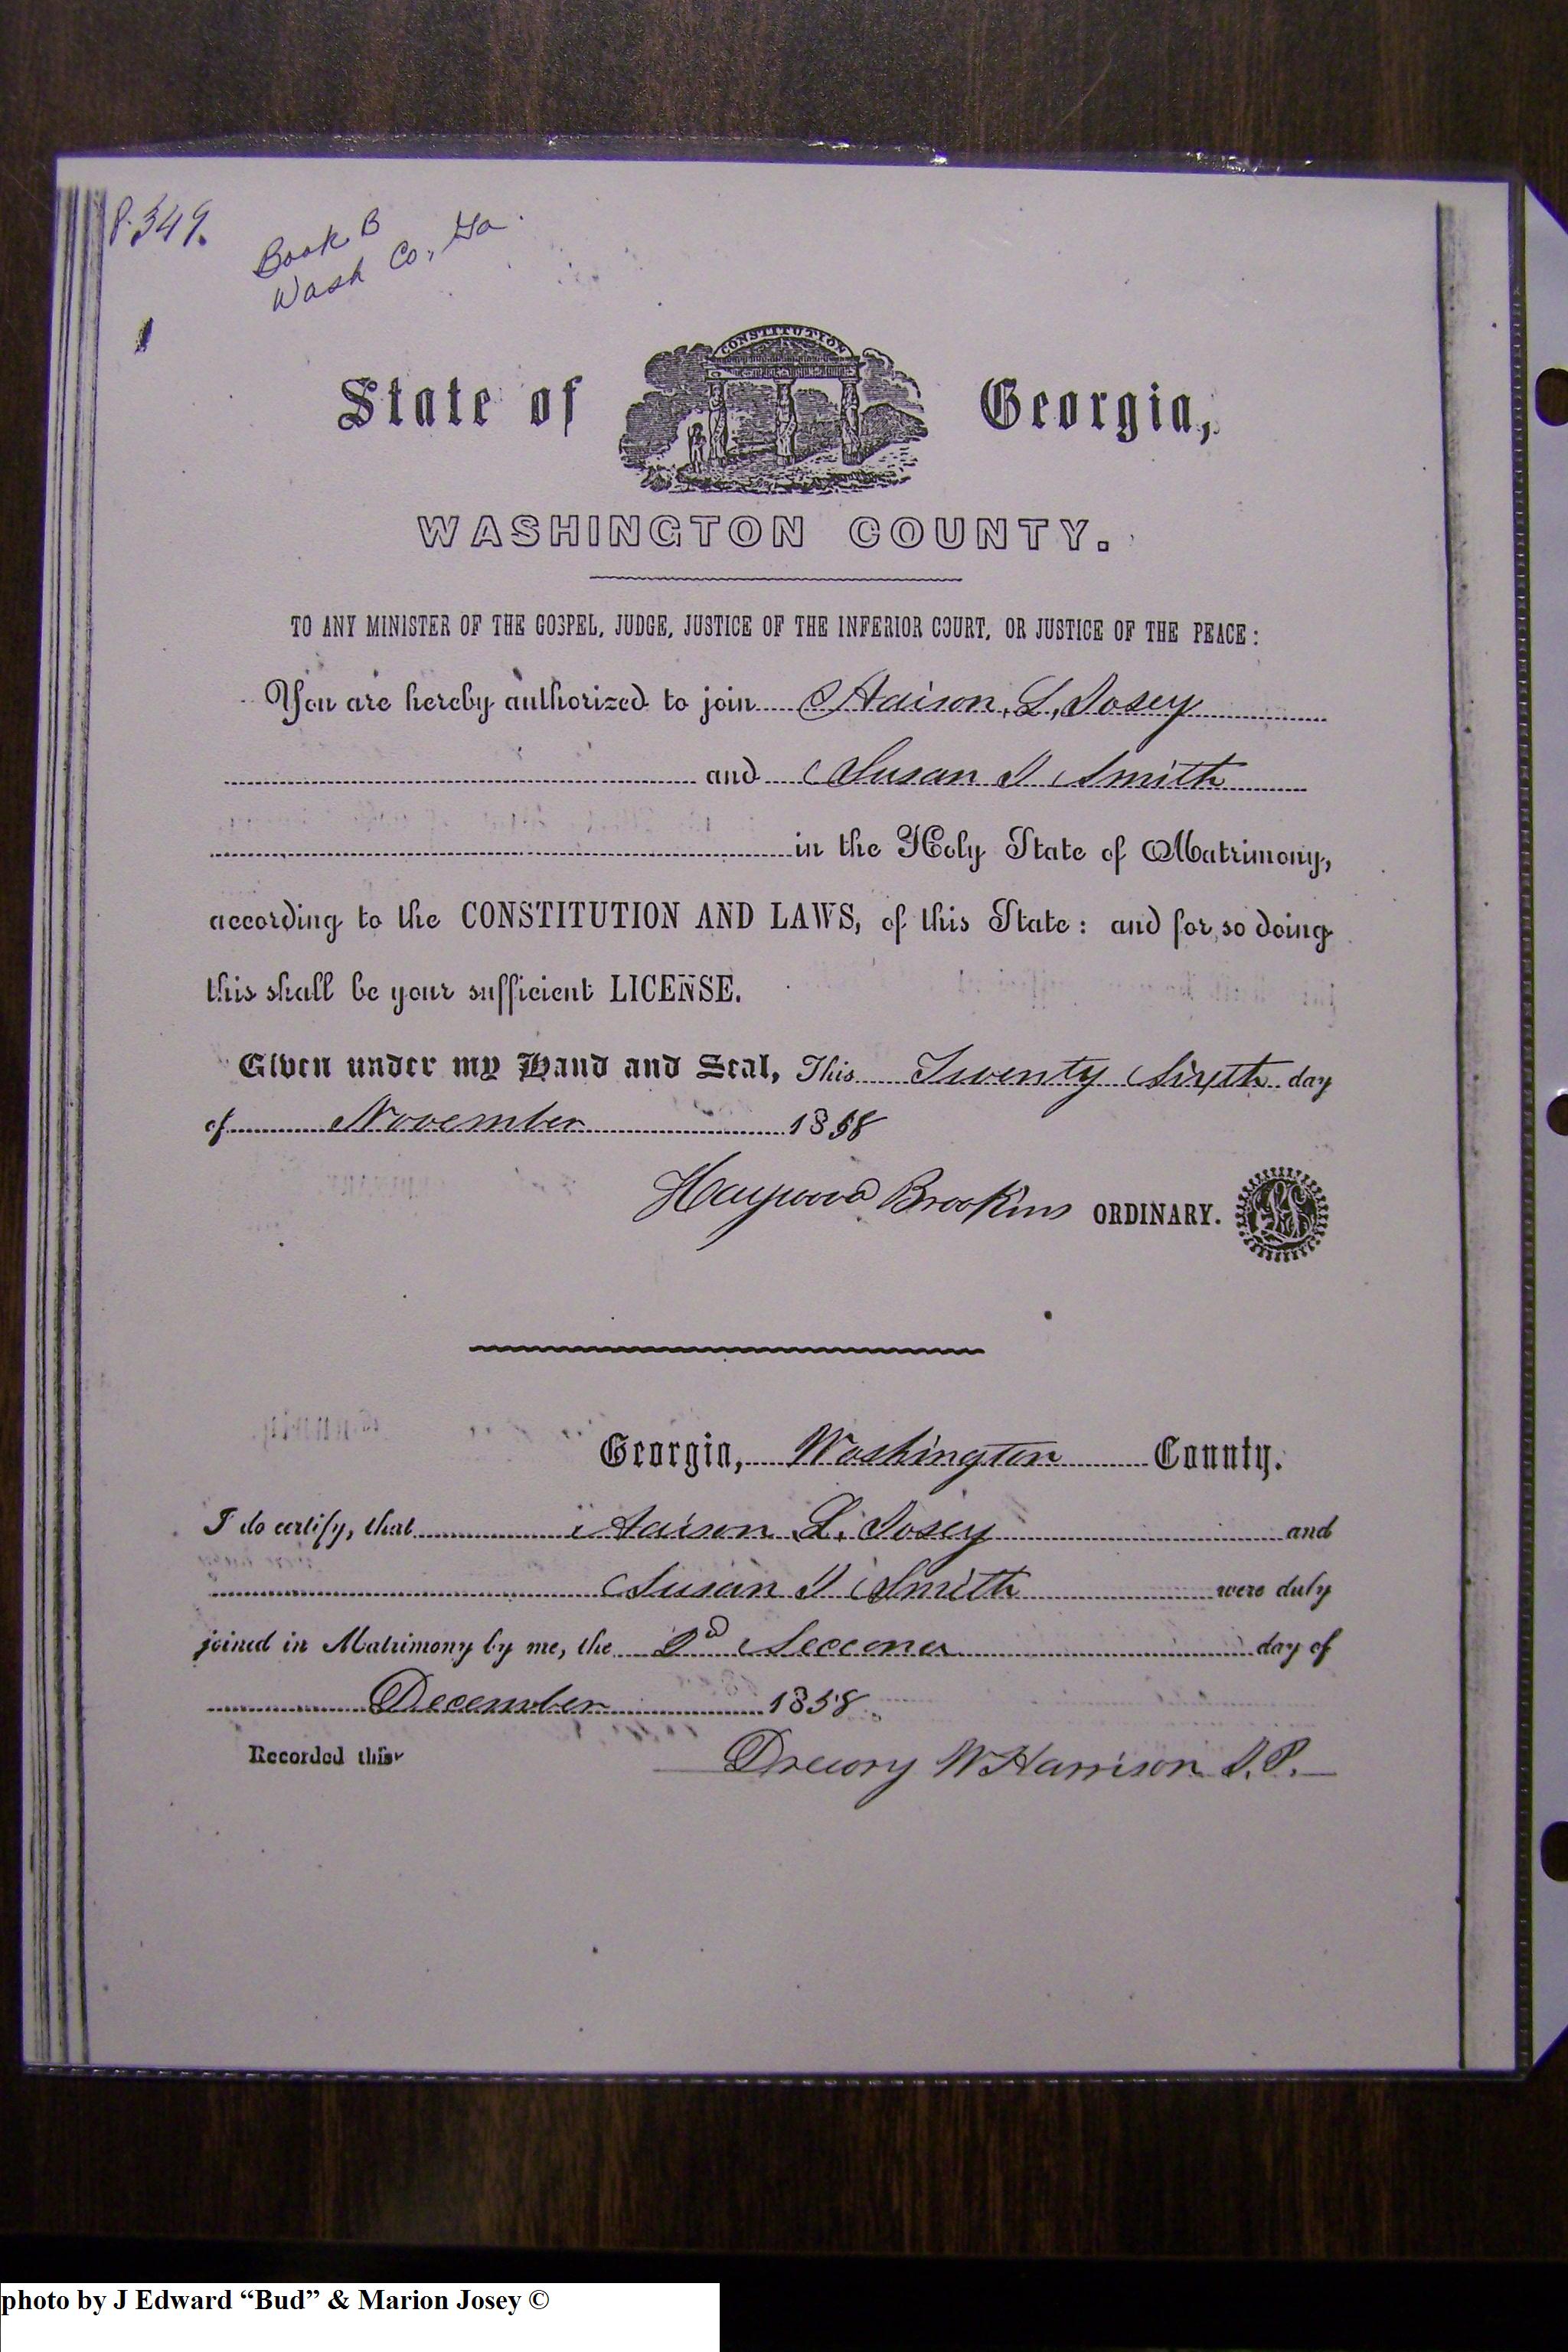 P. 349.
Book B
Wash Co, Ga.
CONSTITUTION
State of Georgia,
WASHINGTON COUNTY.
TO ANY MINISTER OF THE GOSPEL, JUDGE, JUSTICE OF THE INFERIOR COURT, OR JUSTICE OF THE PEACE:
You are hereby authorized to join L. Josey
and Susan J Smith
in the Holy State of Matrimony,
according to the CONSTITUTION AND LAWS, of this State: and for so doing
this shall be your sufficient LICENSE.
Given under my Hand and Seal, This Twenty Sixth day
of November 1858
Haywood Brookins ORDINARY. LS
Georgia, Washington County.
I do certify, that L. Josey and
Susan J Smith were duly
joined in Matrimony by me, the 2d day of
December 1858
Recorded this
Drewry W Harrison J.P.
photo by J Edward “Bud” & Marion Josey ©